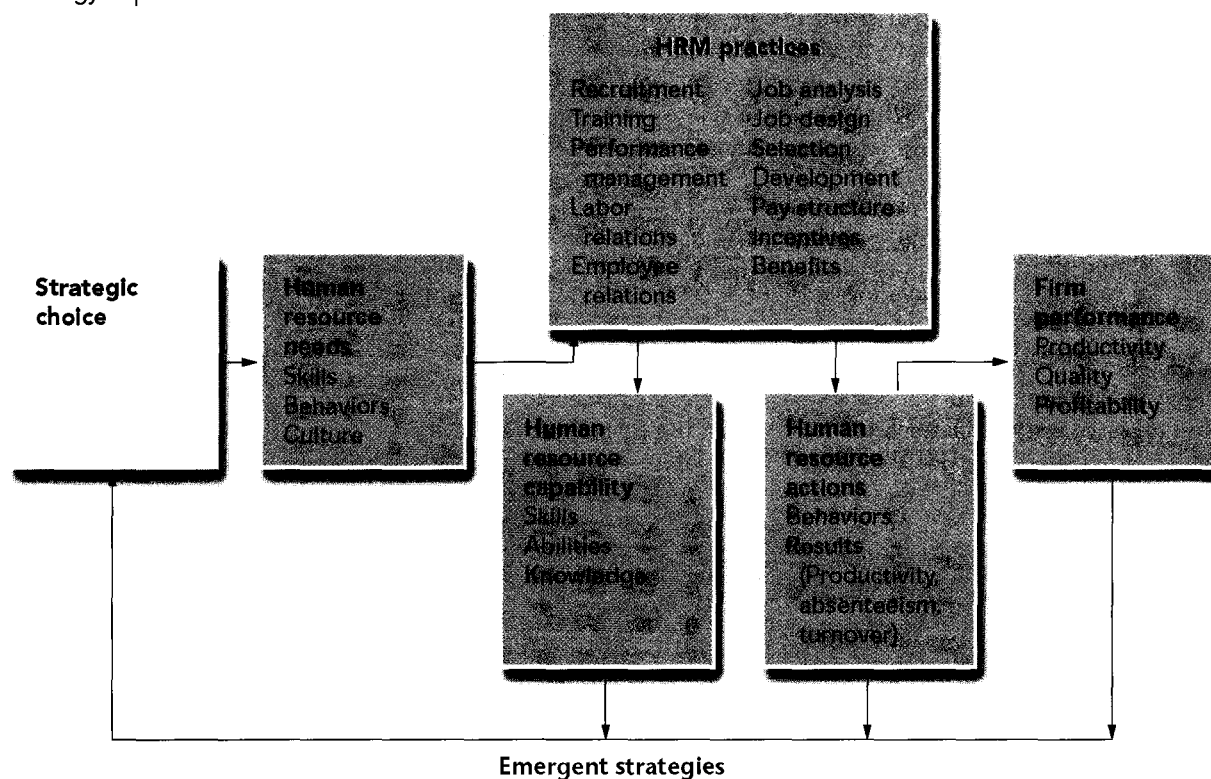 HRM practices
Recruitment
Training
Performance
management
Labor
relations
Employee
relations
Job analysis
Job design
Selection
Development
Pay structure
Incentives
Benefits
Strategic
choice
Human
resource
needs
Skills
Behaviors
Culture
Firm
performance
Productivity
Quality
Profitability
Human
resource
capability
Skills
Abilities
Knowledge
Human
resource
actions
Behaviors
Results
(Productivity,
absenteeism,
turnover)
Emergent strategies